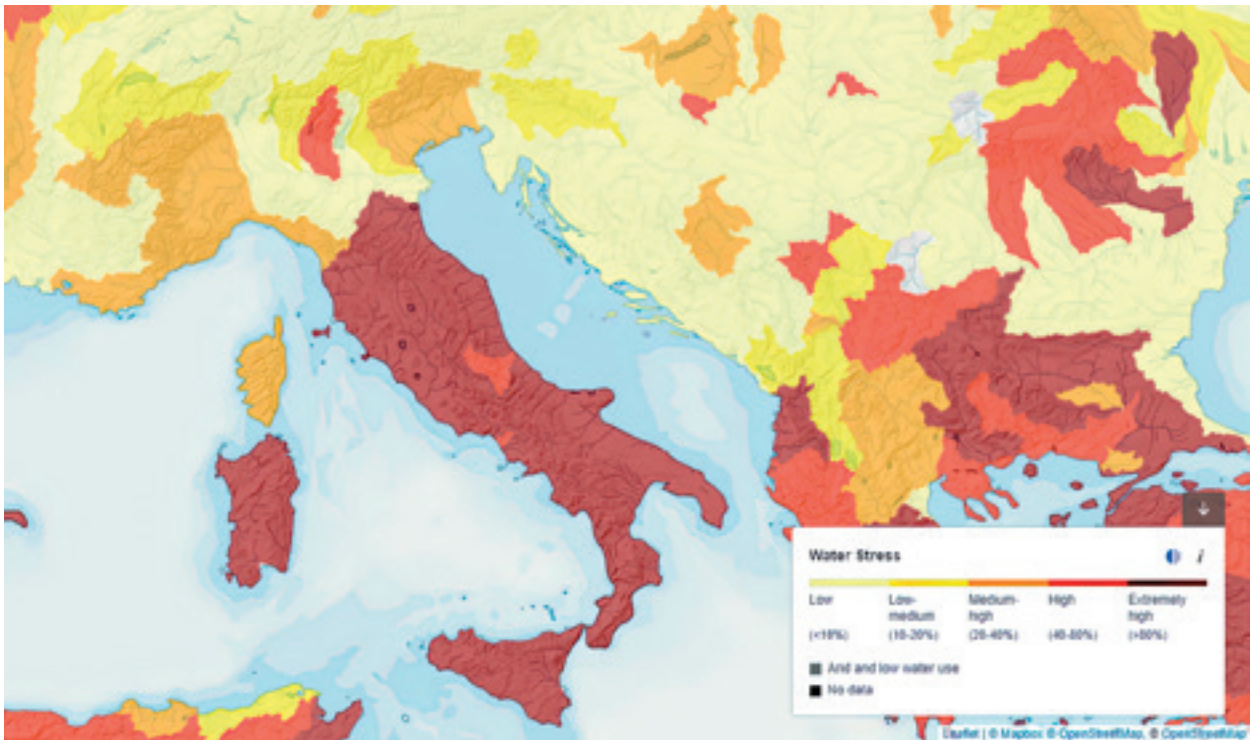 Water Stress
Low
Low-
medium
Medium-
high
High
Extremely
high
(<10%)
(10-20%)
(20-40%)
(40-80%)
(>80%)
Arid and low water use
No data
Leaflet | © Mapbox © OpenStreetMap, © OpenStreetMap